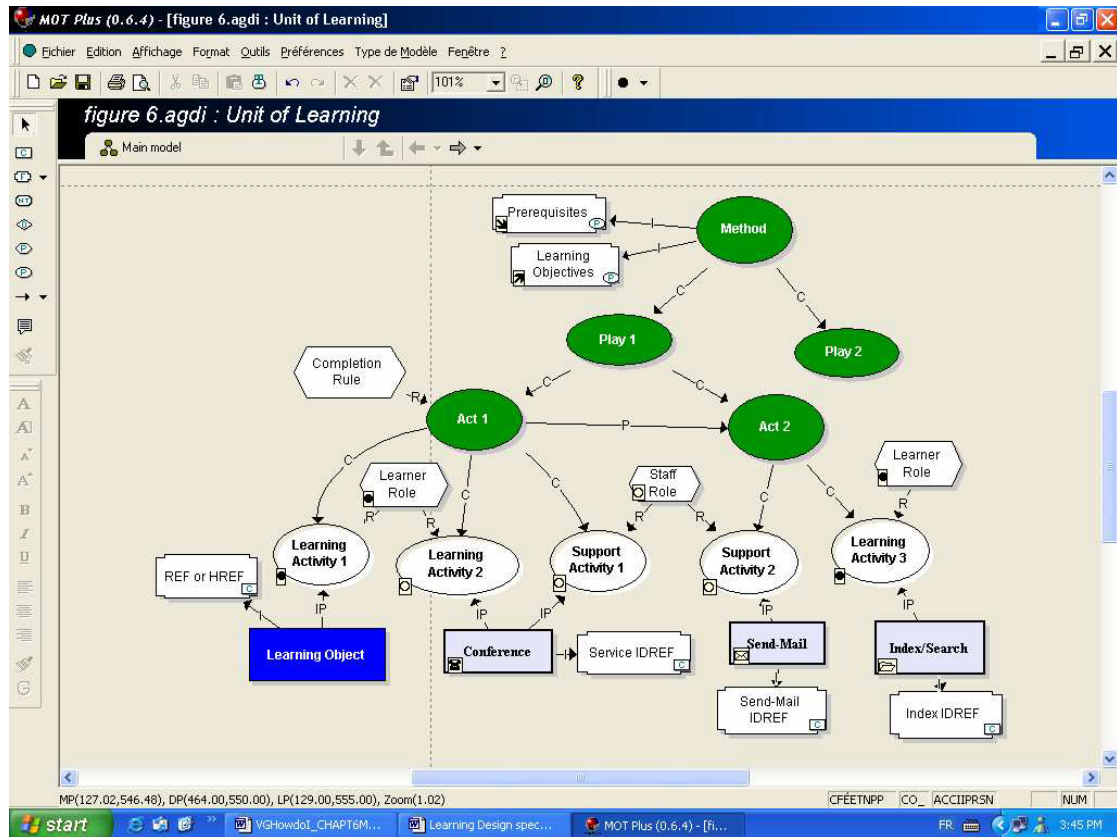 MOT Plus (0.6.4) - [figure 6.agdi : Unit of Learning]
Fichier Edition Affichage Format Outils Préférences Type de Modèle Fenêtre ?
101%
figure 6.agdi : Unit of Learning
Main model
Prerequisites
Method
Learning
Objectives
C
C
Play 1
Play 2
Completion
Rule
C
C
R
Act 1
P
Act 2
C
Learner
Role
C
C
Staff
Role
C
C
Learner
Role
R
R
R
R
R
Learning
Activity 1
Learning
Activity 2
Support
Activity 1
Support
Activity 2
Learning
Activity 3
REF or HREF
C
I
IP
IP
IP
IP
IP
Learning Object
Conference
I
Service IDREF
C
Send-Mail
Index/Search
I
I
Send-Mail
IDREF
C
Index IDREF
C
MP(127.02,546.48), DP(464.00,550.00), LP(129.00,555.00), Zoom(1.02)
CFÉETNPP CO_ ACCIIPRSN NUM
start
VGHowdoI_CHAPT6M...
Learning Design spec...
MOT Plus (0.6.4) - [fi...
FR
3:45 PM